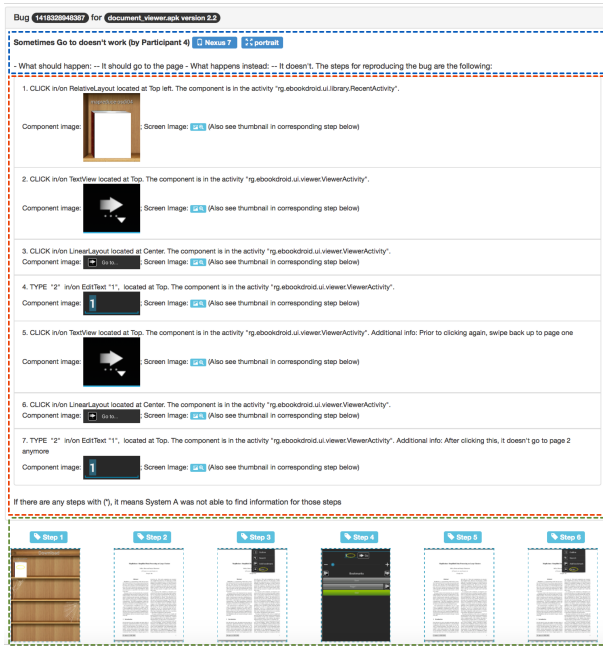 Bug 1418328948387 for document_viewer.apk version 2.2
Sometimes Go to doesn't work (by Participant 4) Nexus 7 portrait
- What should happen: -- It should go to the page - What happens instead: -- It doesn't. The steps for reproducing the bug are the following:
1. CLICK in/on RelativeLayout located at Top left. The component is in the activity "rg.ebookdroid.ui.library.RecentActivity".
Component image: ; Screen Image: (Also see thumbnail in corresponding step below)
2. CLICK in/on TextView located at Top. The component is in the activity "rg.ebookdroid.ui.viewer.ViewerActivity".
Component image: ; Screen Image: (Also see thumbnail in corresponding step below)
3. CLICK in/on LinearLayout located at Center. The component is in the activity "rg.ebookdroid.ui.viewer.ViewerActivity".
Component image: Go to... ; Screen Image: (Also see thumbnail in corresponding step below)
4. TYPE "2" in/on EditText "1", located at Top. The component is in the activity "rg.ebookdroid.ui.viewer.ViewerActivity".
Component image: 1 ; Screen Image: (Also see thumbnail in corresponding step below)
5. CLICK in/on TextView located at Top. The component is in the activity "rg.ebookdroid.ui.viewer.ViewerActivity". Additional info: Prior to clicking again, swipe back up to page one
Component image: ; Screen Image: (Also see thumbnail in corresponding step below)
6. CLICK in/on LinearLayout located at Center. The component is in the activity "rg.ebookdroid.ui.viewer.ViewerActivity".
Component image: Go to... ; Screen Image: (Also see thumbnail in corresponding step below)
7. TYPE "2" in/on EditText "1", located at Top. The component is in the activity "rg.ebookdroid.ui.viewer.ViewerActivity". Additional info: After clicking this, it doesn't go to page 2
anymore
Component image: 1 ; Screen Image: (Also see thumbnail in corresponding step below)
If there are any steps with (*), it means System A was not able to find information for those steps
Step 1 Step 2 Step 3 Step 4 Step 5 Step 6